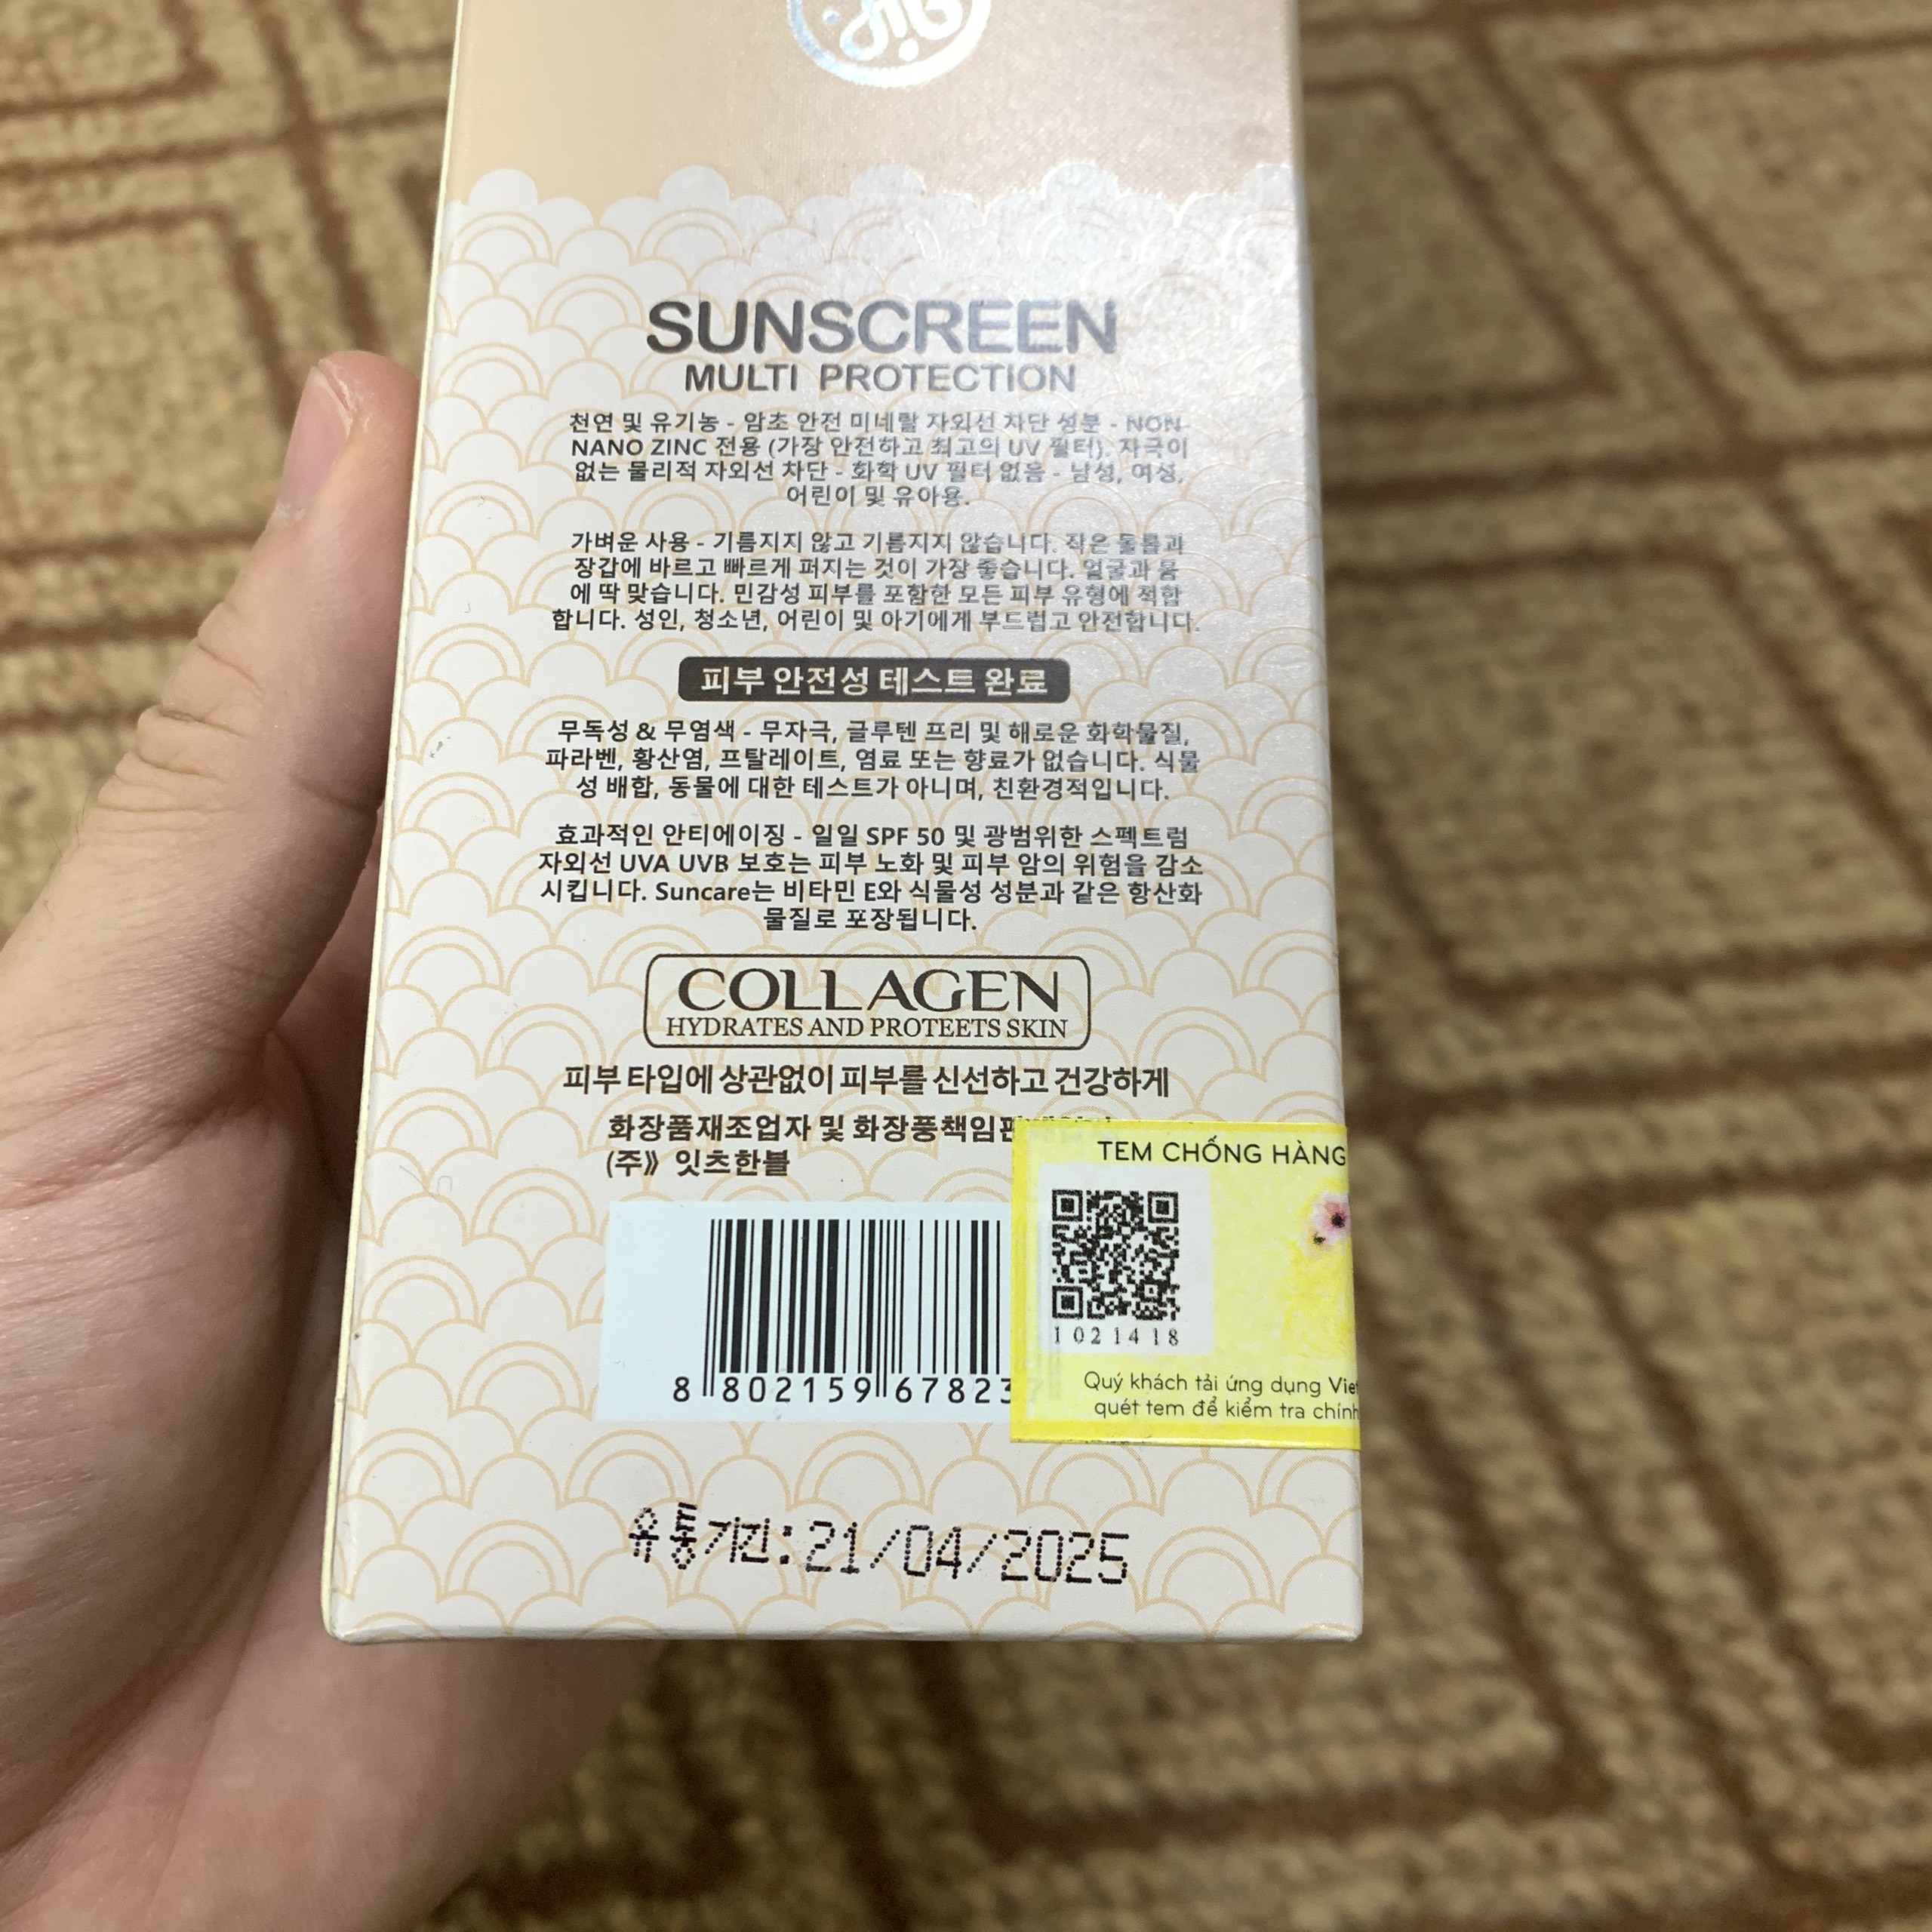 SUNSCREEN
MULTI PROTECTION
천연 및 유기농 - 암초 안전 미네랄 자외선 차단 성분 - NON-
NANO ZINC 전용 (가장 안전하고 최고의 UV 필터). 자극이
없는 물리적 자외선 차단 - 화학 UV 필터 없음 - 남성, 여성,
어린이 및 유아용.
가벼운 사용 - 기름지지 않고 기름지지 않습니다. 작은 돌롭과
장갑에 바르고 빠르게 펴지는 것이 가장 좋습니다. 얼굴과 몸
에 딱 맞습니다. 민감성 피부를 포함한 모든 피부 유형에 적합
합니다. 성인, 청소년, 어린이 및 아기에게 부드럽고 안전합니다.
피부 안전성 테스트 완료
무독성 & 무염색 - 무자극, 글루텐 프리 및 해로운 화학물질,
파라벤, 황산염, 프탈레이트, 염료 또는 향료가 없습니다. 식물
성 배합, 동물에 대한 테스트가 아니며, 친환경적입니다.
효과적인 안티에이징 - 일일 SPF 50 및 광범위한 스펙트럼
자외선 UVA UVB 보호는 피부 노화 및 피부 암의 위험을 감소
시킵니다. Suncare는 비타민 E와 식물성 성분과 같은 항산화
물질로 포장됩니다.
COLLAGEN
HYDRATES AND PROTEETS SKIN
피부 타입에 상관없이 피부를 신선하고 건강하게
화장품재조업자 및 화장풍책임판
(주)》 잇츠한블
TEM CHỐNG HÀNG
1021418
Quý khách tải ứng dụng Viet
quét tem để kiểm tra chính
8 802159 678237
유통기한: 21/04/2025